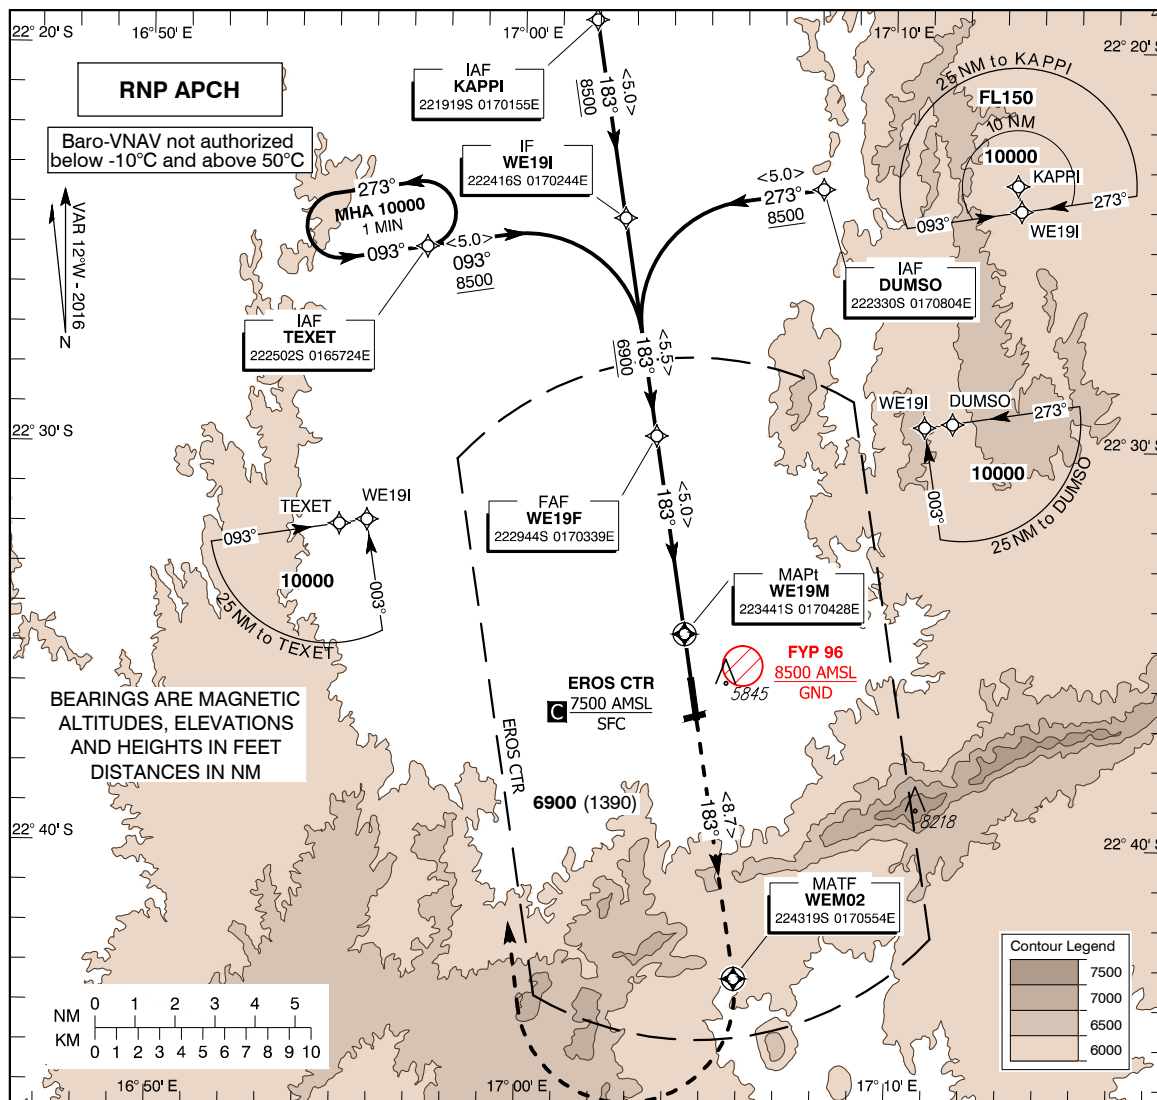 22° 20' S
16° 50' E
17° 00' E
17° 10' E
22° 20' S
RNP APCH
Baro-VNAV not authorized
below -10°C and above 50°C
IAF
KAPPI
221919S 0170155E
<5.0>
183°
8500
IF
WE19I
222416S 0170244E
25 NM to KAPPI
FL150
10 NM
10000
KAPPI
093°
273°
WE19I
VAR 12°W - 2016
N
273°
MHA 10000
1 MIN
093°
<5.0>
093°
8500
<5.0>
273°
8500
IAF
TEXET
222502S 0165724E
IAF
DUMSO
222330S 0170804E
<5.5>
183°
6900
22° 30' S
WE19I
DUMSO
273°
22° 30' S
10000
003°
25 NM to DUMSO
TEXET
WE19I
093°
10000
003°
25 NM to TEXET
FAF
WE19F
222944S 0170339E
<5.0>
183°
MAPt
WE19M
223441S 0170428E
FYP 96
8500 AMSL
GND
5845
EROS CTR
C 7500 AMSL
SFC
BEARINGS ARE MAGNETIC
ALTITUDES, ELEVATIONS
AND HEIGHTS IN FEET
DISTANCES IN NM
EROS CTR
6900 (1390)
<8.7>
183°
8218
22° 40' S
22° 40' S
MATF
WEM02
224319S 0170554E
Contour Legend
7500
7000
6500
6000
NM
0 1 2 3 4 5
KM
0 1 2 3 4 5 6 7 8 9 10
16° 50' E
17° 00' E
17° 10' E